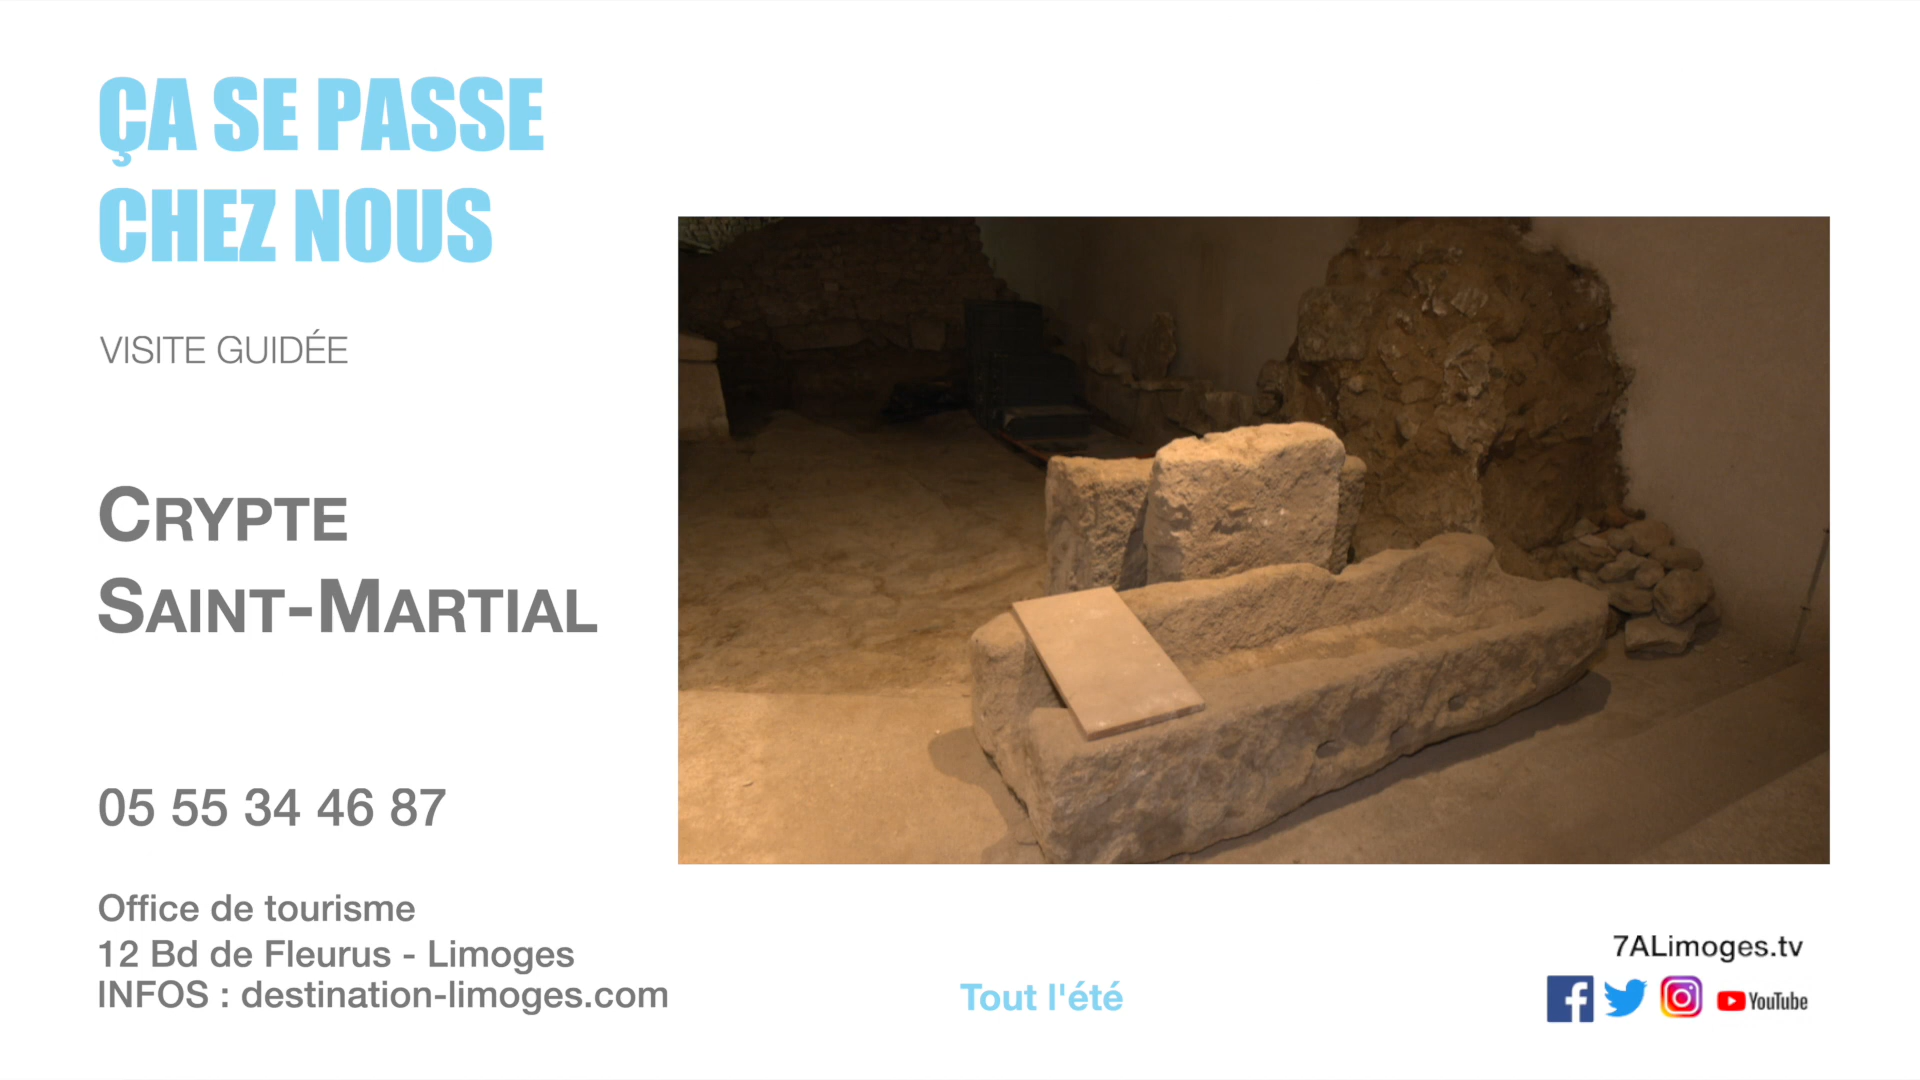 ÇA SE PASSE
CHEZ NOUS
VISITE GUIDÉE
CRYPTE
SAINT-MARTIAL
05 55 34 46 87
Office de tourisme
12 Bd de Fleurus - Limoges
INFOS : destination-limoges.com
Tout l'été
7ALimoges.tv
YouTube